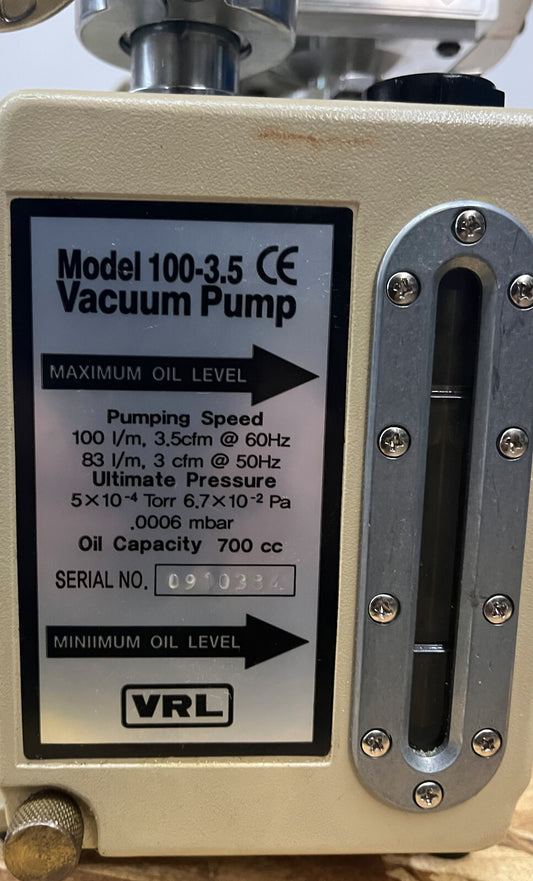 Model 100-3.5 CE
Vacuum Pump
MAXIMUM OIL LEVEL
Pumping Speed
100 l/m, 3.5cfm @ 60Hz
83 l/m, 3 cfm @ 50Hz
Ultimate Pressure
5×10⁻⁴ Torr 6.7×10⁻² Pa
.0006 mbar
Oil Capacity 700 cc
SERIAL NO.
MINIIMUM OIL LEVEL
VRL